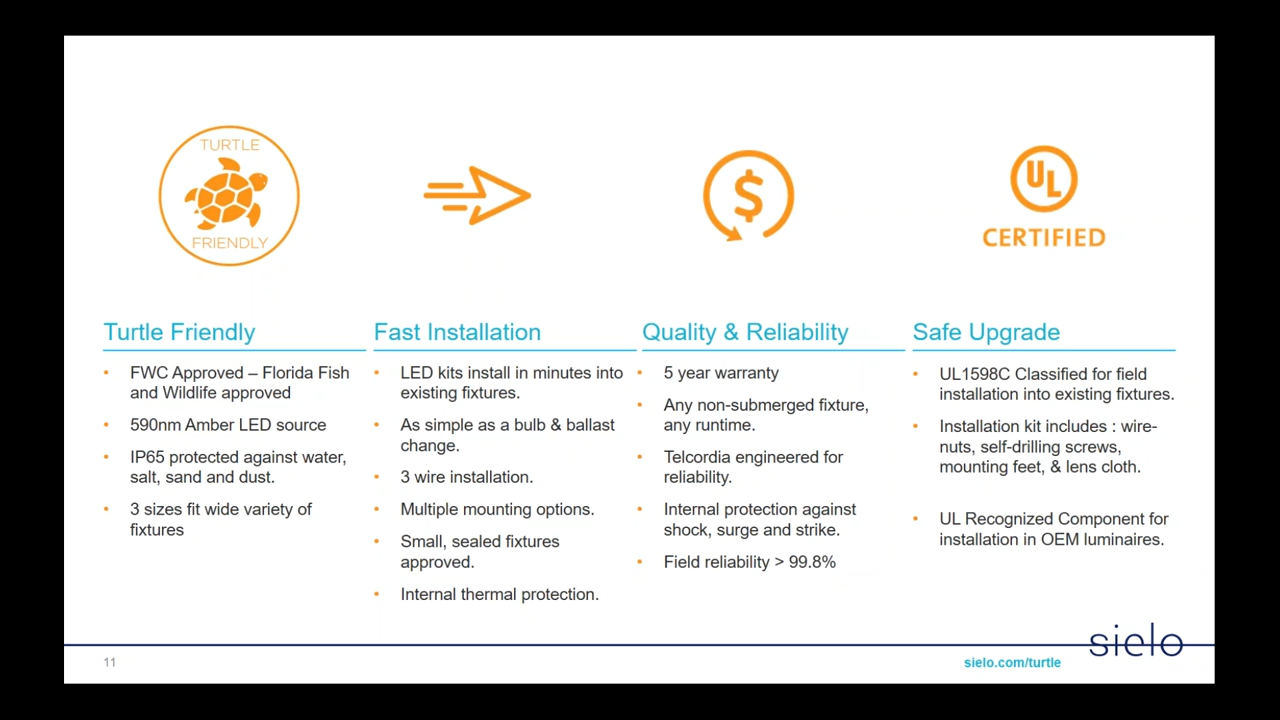 TURTLE
FRIENDLY
$
UL
CERTIFIED
Turtle Friendly
• FWC Approved – Florida Fish
and Wildlife approved
• 590nm Amber LED source
• IP65 protected against water,
salt, sand and dust.
• 3 sizes fit wide variety of
fixtures
Fast Installation
• LED kits install in minutes into
existing fixtures.
• As simple as a bulb & ballast
change.
• 3 wire installation.
• Multiple mounting options.
• Small, sealed fixtures
approved.
• Internal thermal protection.
Quality & Reliability
• 5 year warranty
• Any non-submerged fixture,
any runtime.
• Telcordia engineered for
reliability.
• Internal protection against
shock, surge and strike.
• Field reliability > 99.8%
Safe Upgrade
• UL1598C Classified for field
installation into existing fixtures.
• Installation kit includes : wire-
nuts, self-drilling screws,
mounting feet, & lens cloth.
• UL Recognized Component for
installation in OEM luminaires.
11
sielo.com/turtle
sielo